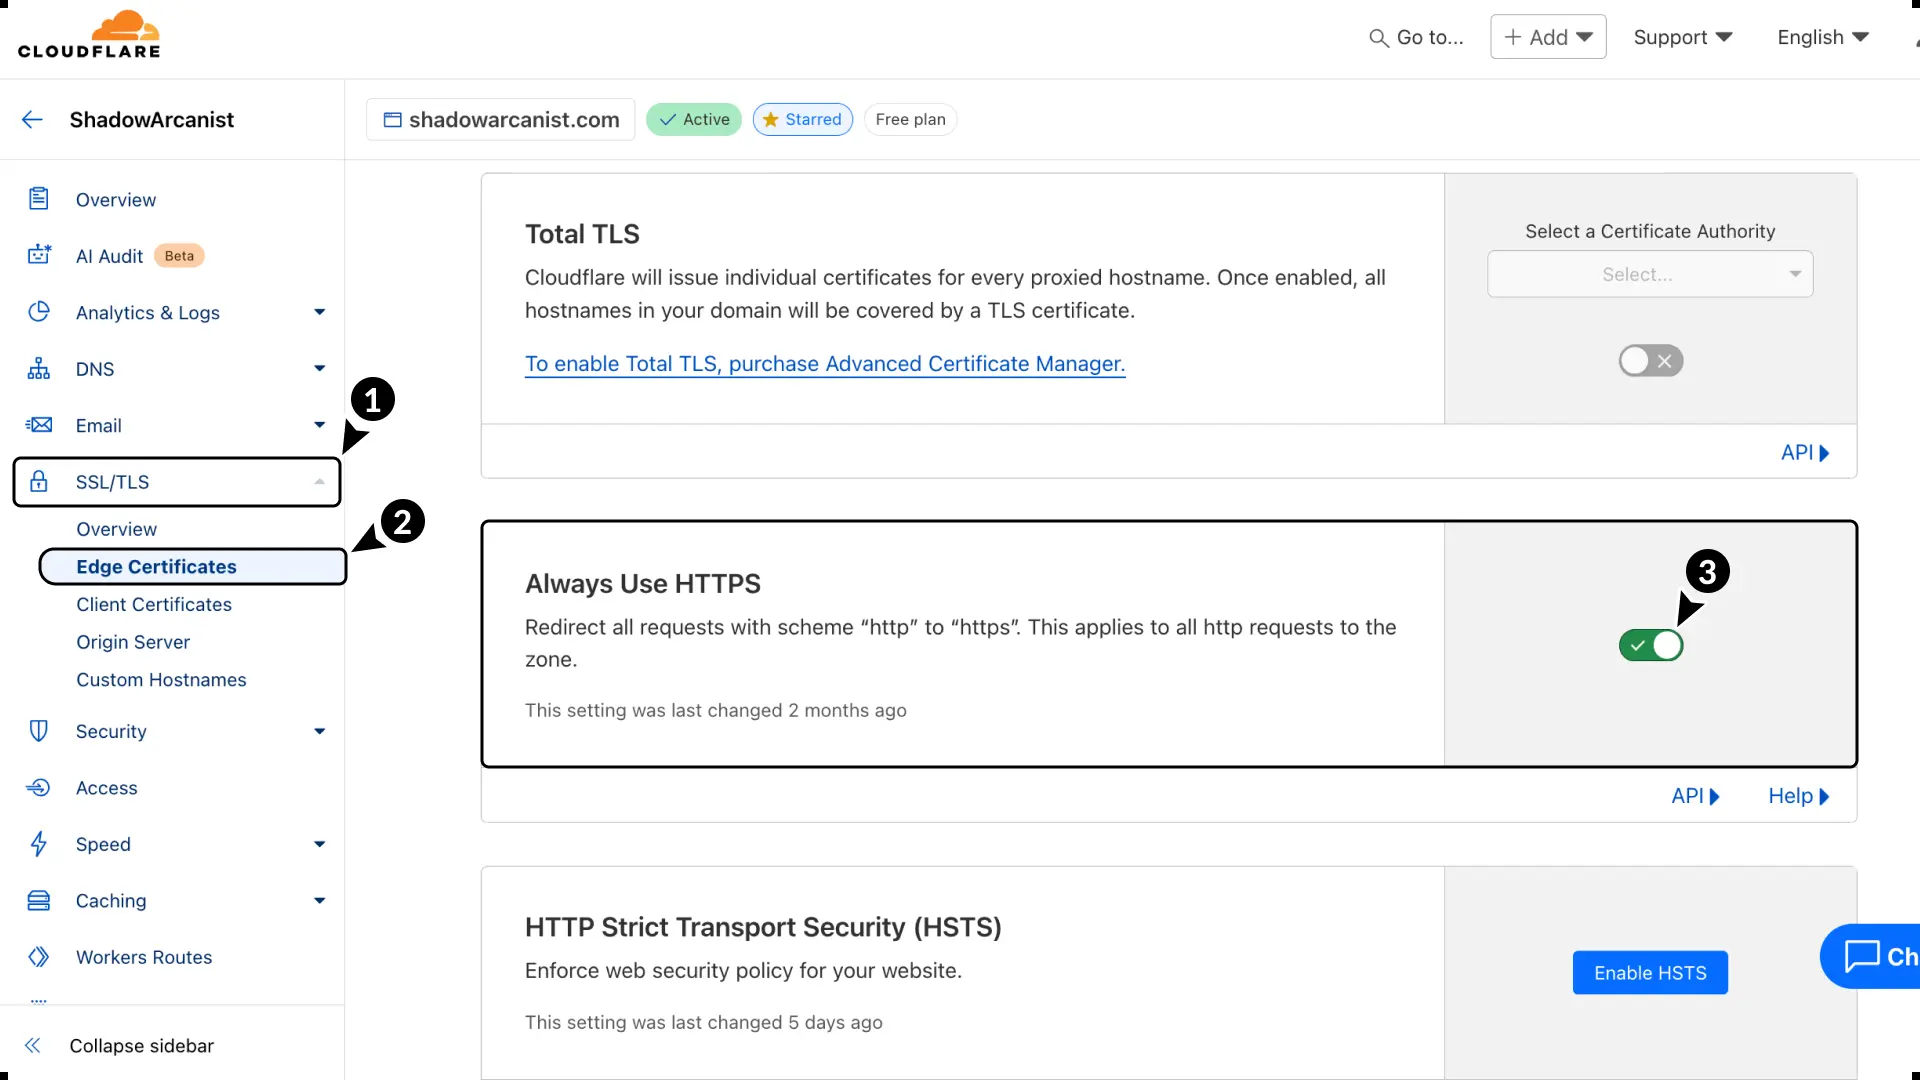 CLOUDFLARE
Go to...
Add
Support
English
ShadowArcanist
shadowarcanist.com
Active
Starred
Free plan
Overview
AI Audit Beta
Analytics & Logs
DNS
Email
1
SSL/TLS
Overview
2
Edge Certificates
Client Certificates
Origin Server
Custom Hostnames
Security
Access
Speed
Caching
Workers Routes
Collapse sidebar
Total TLS
Cloudflare will issue individual certificates for every proxied hostname. Once enabled, all
hostnames in your domain will be covered by a TLS certificate.
To enable Total TLS, purchase Advanced Certificate Manager.
Select a Certificate Authority
Select...
API
Always Use HTTPS
Redirect all requests with scheme “http” to “https”. This applies to all http requests to the
zone.
This setting was last changed 2 months ago
3
API
Help
HTTP Strict Transport Security (HSTS)
Enforce web security policy for your website.
This setting was last changed 5 days ago
Enable HSTS
Ch